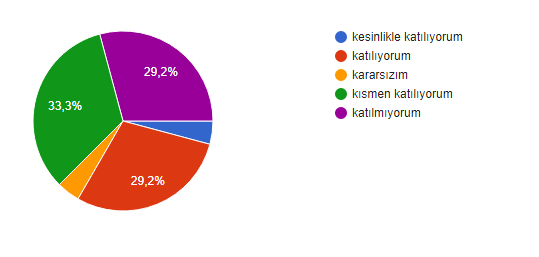 29,2%
33,3%
29,2%
kesinlikle katılıyorum
katılıyorum
kararsızım
kısmen katılıyorum
katılmıyorum